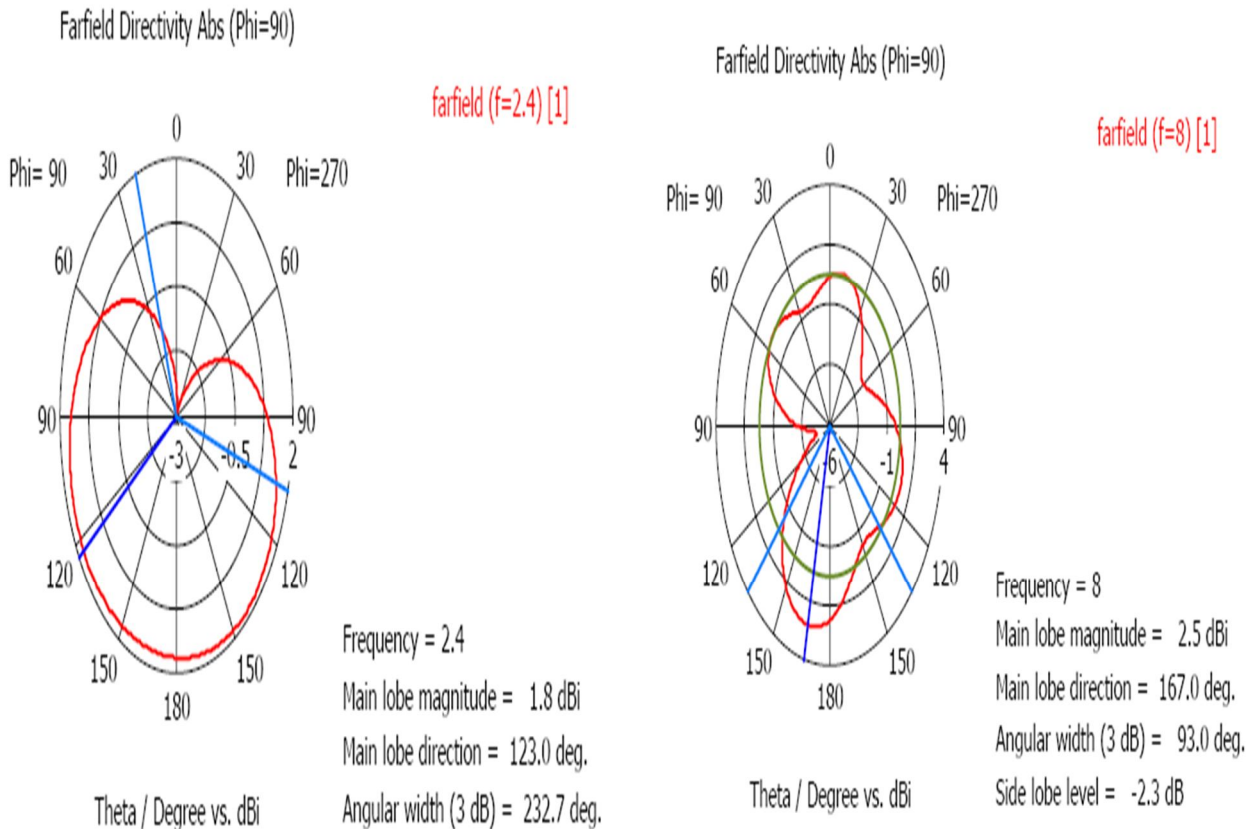 Farfield Directivity Abs (Phi=90)
farfield (f=2.4) [1]
0
30
30
Phi= 90
Phi=270
60
60
90
90
-3
-0.5
2
120
120
150
150
180
Frequency = 2.4
Main lobe magnitude = 1.8 dBi
Main lobe direction = 123.0 deg.
Angular width (3 dB) = 232.7 deg.
Theta / Degree vs. dBi
Farfield Directivity Abs (Phi=90)
farfield (f=8) [1]
0
30
30
Phi= 90
Phi=270
60
60
90
90
-6
-1
4
120
120
150
150
180
Frequency = 8
Main lobe magnitude = 2.5 dBi
Main lobe direction = 167.0 deg.
Angular width (3 dB) = 93.0 deg.
Side lobe level = -2.3 dB
Theta / Degree vs. dBi